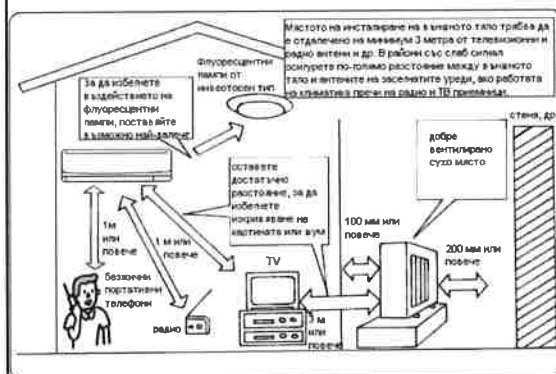 Мястото на инсталиране на външното тяло трябва да
е отдалечено на минимум 3 метра от телевизионни и
радио антени и др. В райони със слаб сигнал
осигурете по-голямо разстояние между външното
тяло и антените на засегнатите уреди, ако работата
на климатика пречи на радио и ТВ приемници.
Флуоресцентни
лампи от
инверторен тип
За да избегнете
въздействието на
флуоресцентни
лампи, поставяйте
възможно най-далече
стена, др
добре
вентилирано
сухо място
оставете
достатъчно
разстояние, за да
избегнете
изкривяване на
картината или шум
100 мм или
повече
200 мм или
повече
1м
или
повече
1 м или
повече
TV
безжични
портативни
телефони
радио
м
или
повече